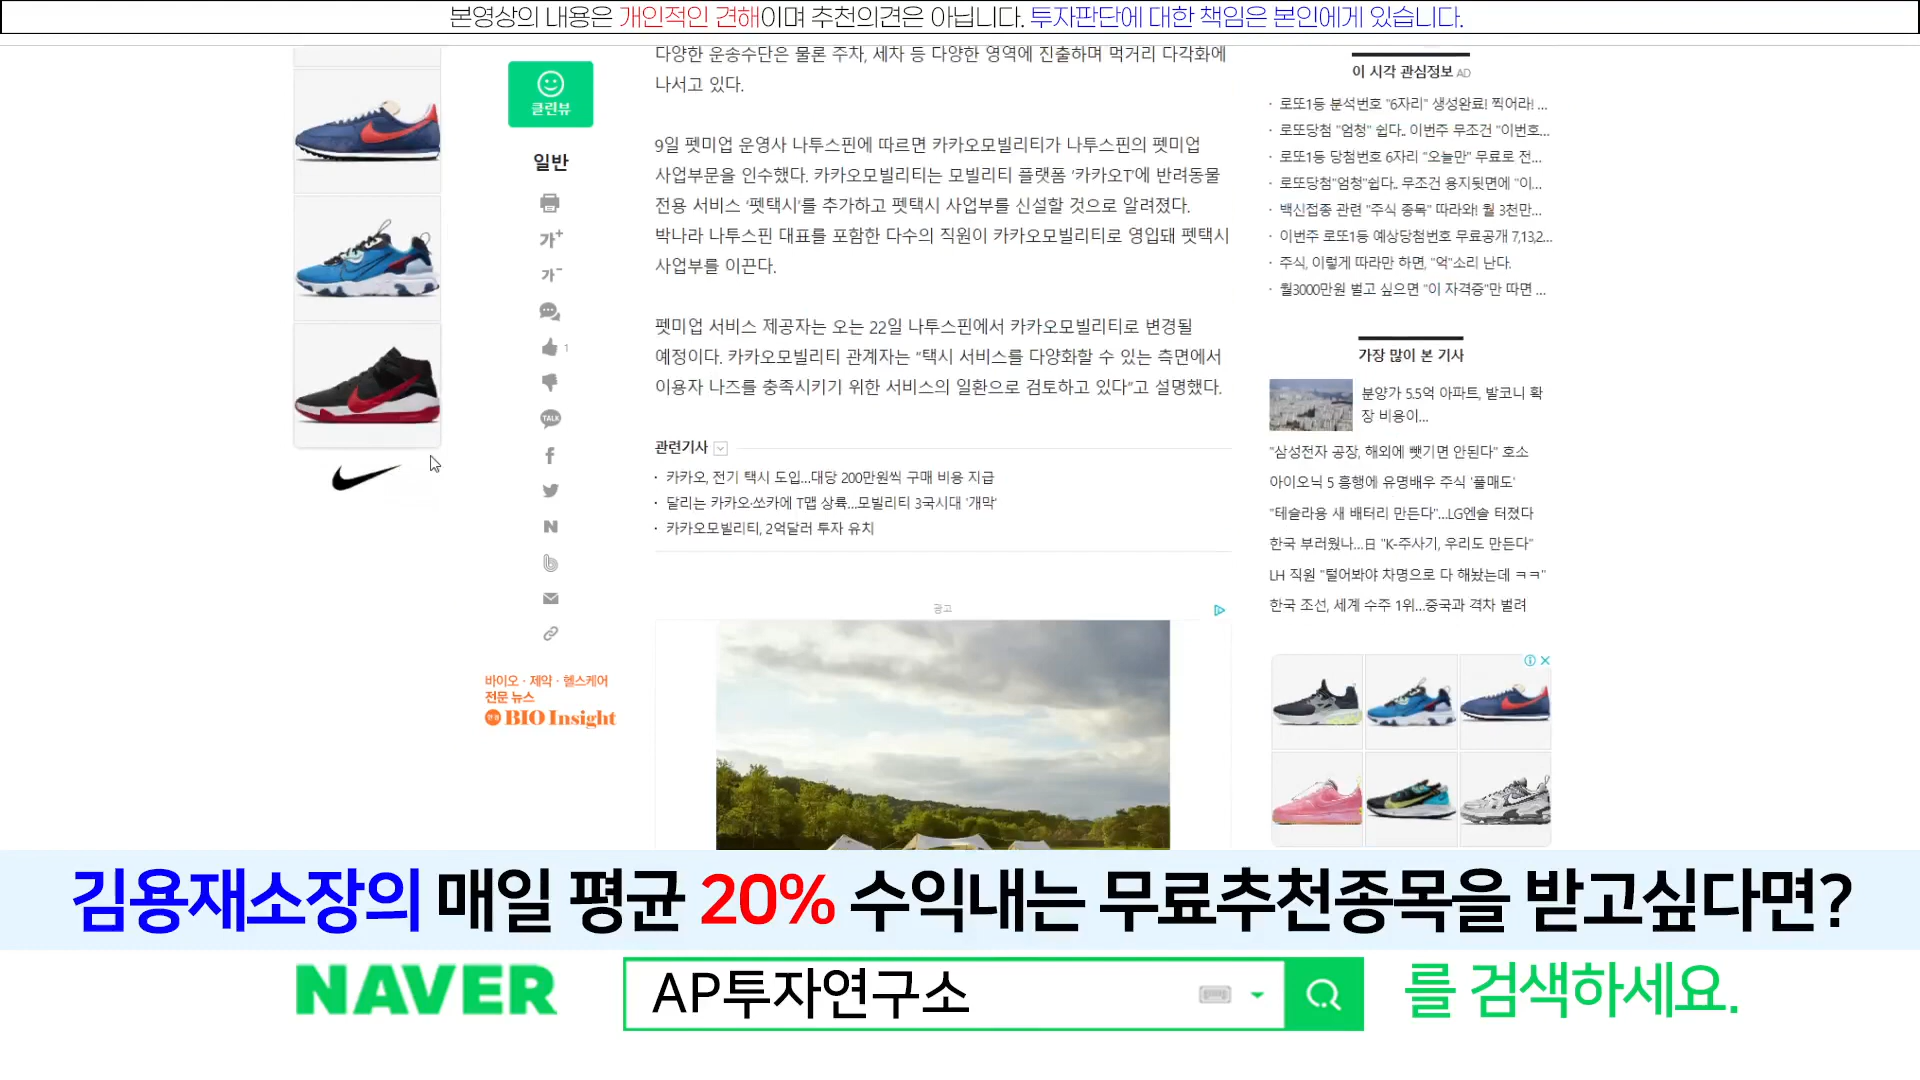 본영상의 내용은 개인적인 견해이며 추천의견은 아닙니다. 투자판단에 대한 책임은 본인에게 있습니다.
다양한 운송수단은 물론 주차, 세차 등 다양한 영역에 진출하며 먹거리 다각화에
나서고 있다.
9일 펫미업 운영사 나투스핀에 따르면 카카오모빌리티가 나투스핀의 펫미업
사업부문을 인수했다. 카카오모빌리티는 모빌리티 플랫폼 ‘카카오T’에 반려동물
전용 서비스 ‘펫택시’를 추가하고 펫택시 사업부를 신설할 것으로 알려졌다.
박나라 나투스핀 대표를 포함한 다수의 직원이 카카오모빌리티로 영입돼 펫택시
사업부를 이끈다.
펫미업 서비스 제공자는 오는 22일 나투스핀에서 카카오모빌리티로 변경될
예정이다. 카카오모빌리티 관계자는 “택시 서비스를 다양화할 수 있는 측면에서
이용자 나즈를 충족시키기 위한 서비스의 일환으로 검토하고 있다”고 설명했다.
관련기사
· 카카오, 전기 택시 도입...대당 200만원씩 구매 비용 지급
· 달리는 카카오·쏘카에 T맵 상륙...모빌리티 3국시대 '개막'
· 카카오모빌리티, 2억달러 투자 유치
광고
클린뷰
일반
가+
가-
1
TALK
N
바이오 · 제약 · 헬스케어
전문 뉴스
한경 BIO Insight
이 시각 관심정보 AD
· 로또1등 분석번호 "6자리" 생성완료! 찍어라! ...
· 로또당첨 "엄청" 쉽다.. 이번주 무조건 "이번호...
· 로또1등 당첨번호 6자리 "오늘만" 무료로 전...
· 로또당첨"엄청"쉽다.. 무조건 용지뒷면에 "이...
· 백신접종 관련 "주식 종목" 따라와! 월 3천만...
· 이번주 로또1등 예상당첨번호 무료공개 7,13,2...
· 주식, 이렇게 따라만 하면, "억"소리 난다.
· 월3000만원 벌고 싶으면 "이 자격증"만 따면 ...
가장 많이 본 기사
분양가 5.5억 아파트, 발코니 확
장 비용이...
"삼성전자 공장, 해외에 뺏기면 안된다" 호소
아이오닉 5 흥행에 유명배우 주식 '풀매도'
"테슬라용 새 배터리 만든다"...LG엔솔 터졌다
한국 부러웠나...日 "K-주사기, 우리도 만든다"
LH 직원 "털어봐야 차명으로 다 해놨는데 ㅋㅋ"
한국 조선, 세계 수주 1위...중국과 격차 벌려
김용재소장의 매일 평균 20% 수익내는 무료추천종목을 받고싶다면?
NAVER AP투자연구소 를 검색하세요.